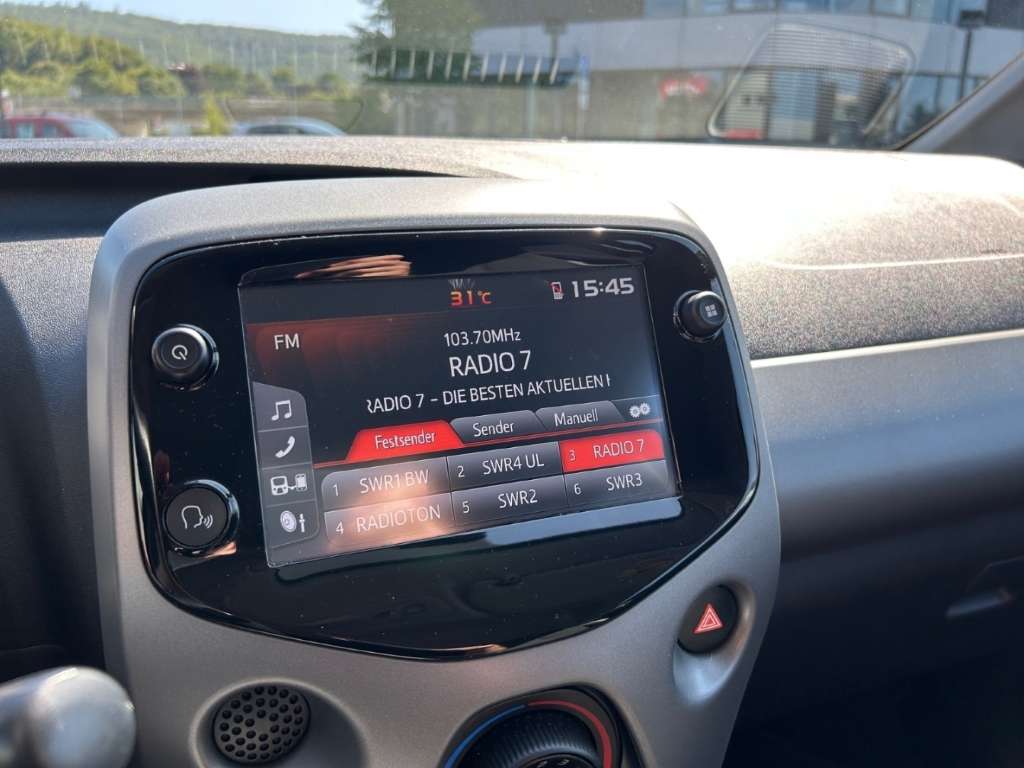 31°C
15:45
FM
103.70MHz
RADIO 7
RADIO 7 - DIE BESTEN AKTUELLEN H
Festsender
Sender
Manuell
1 SWR1 BW
2 SWR4 UL
3 RADIO 7
4 RADIOTON
5 SWR2
6 SWR3